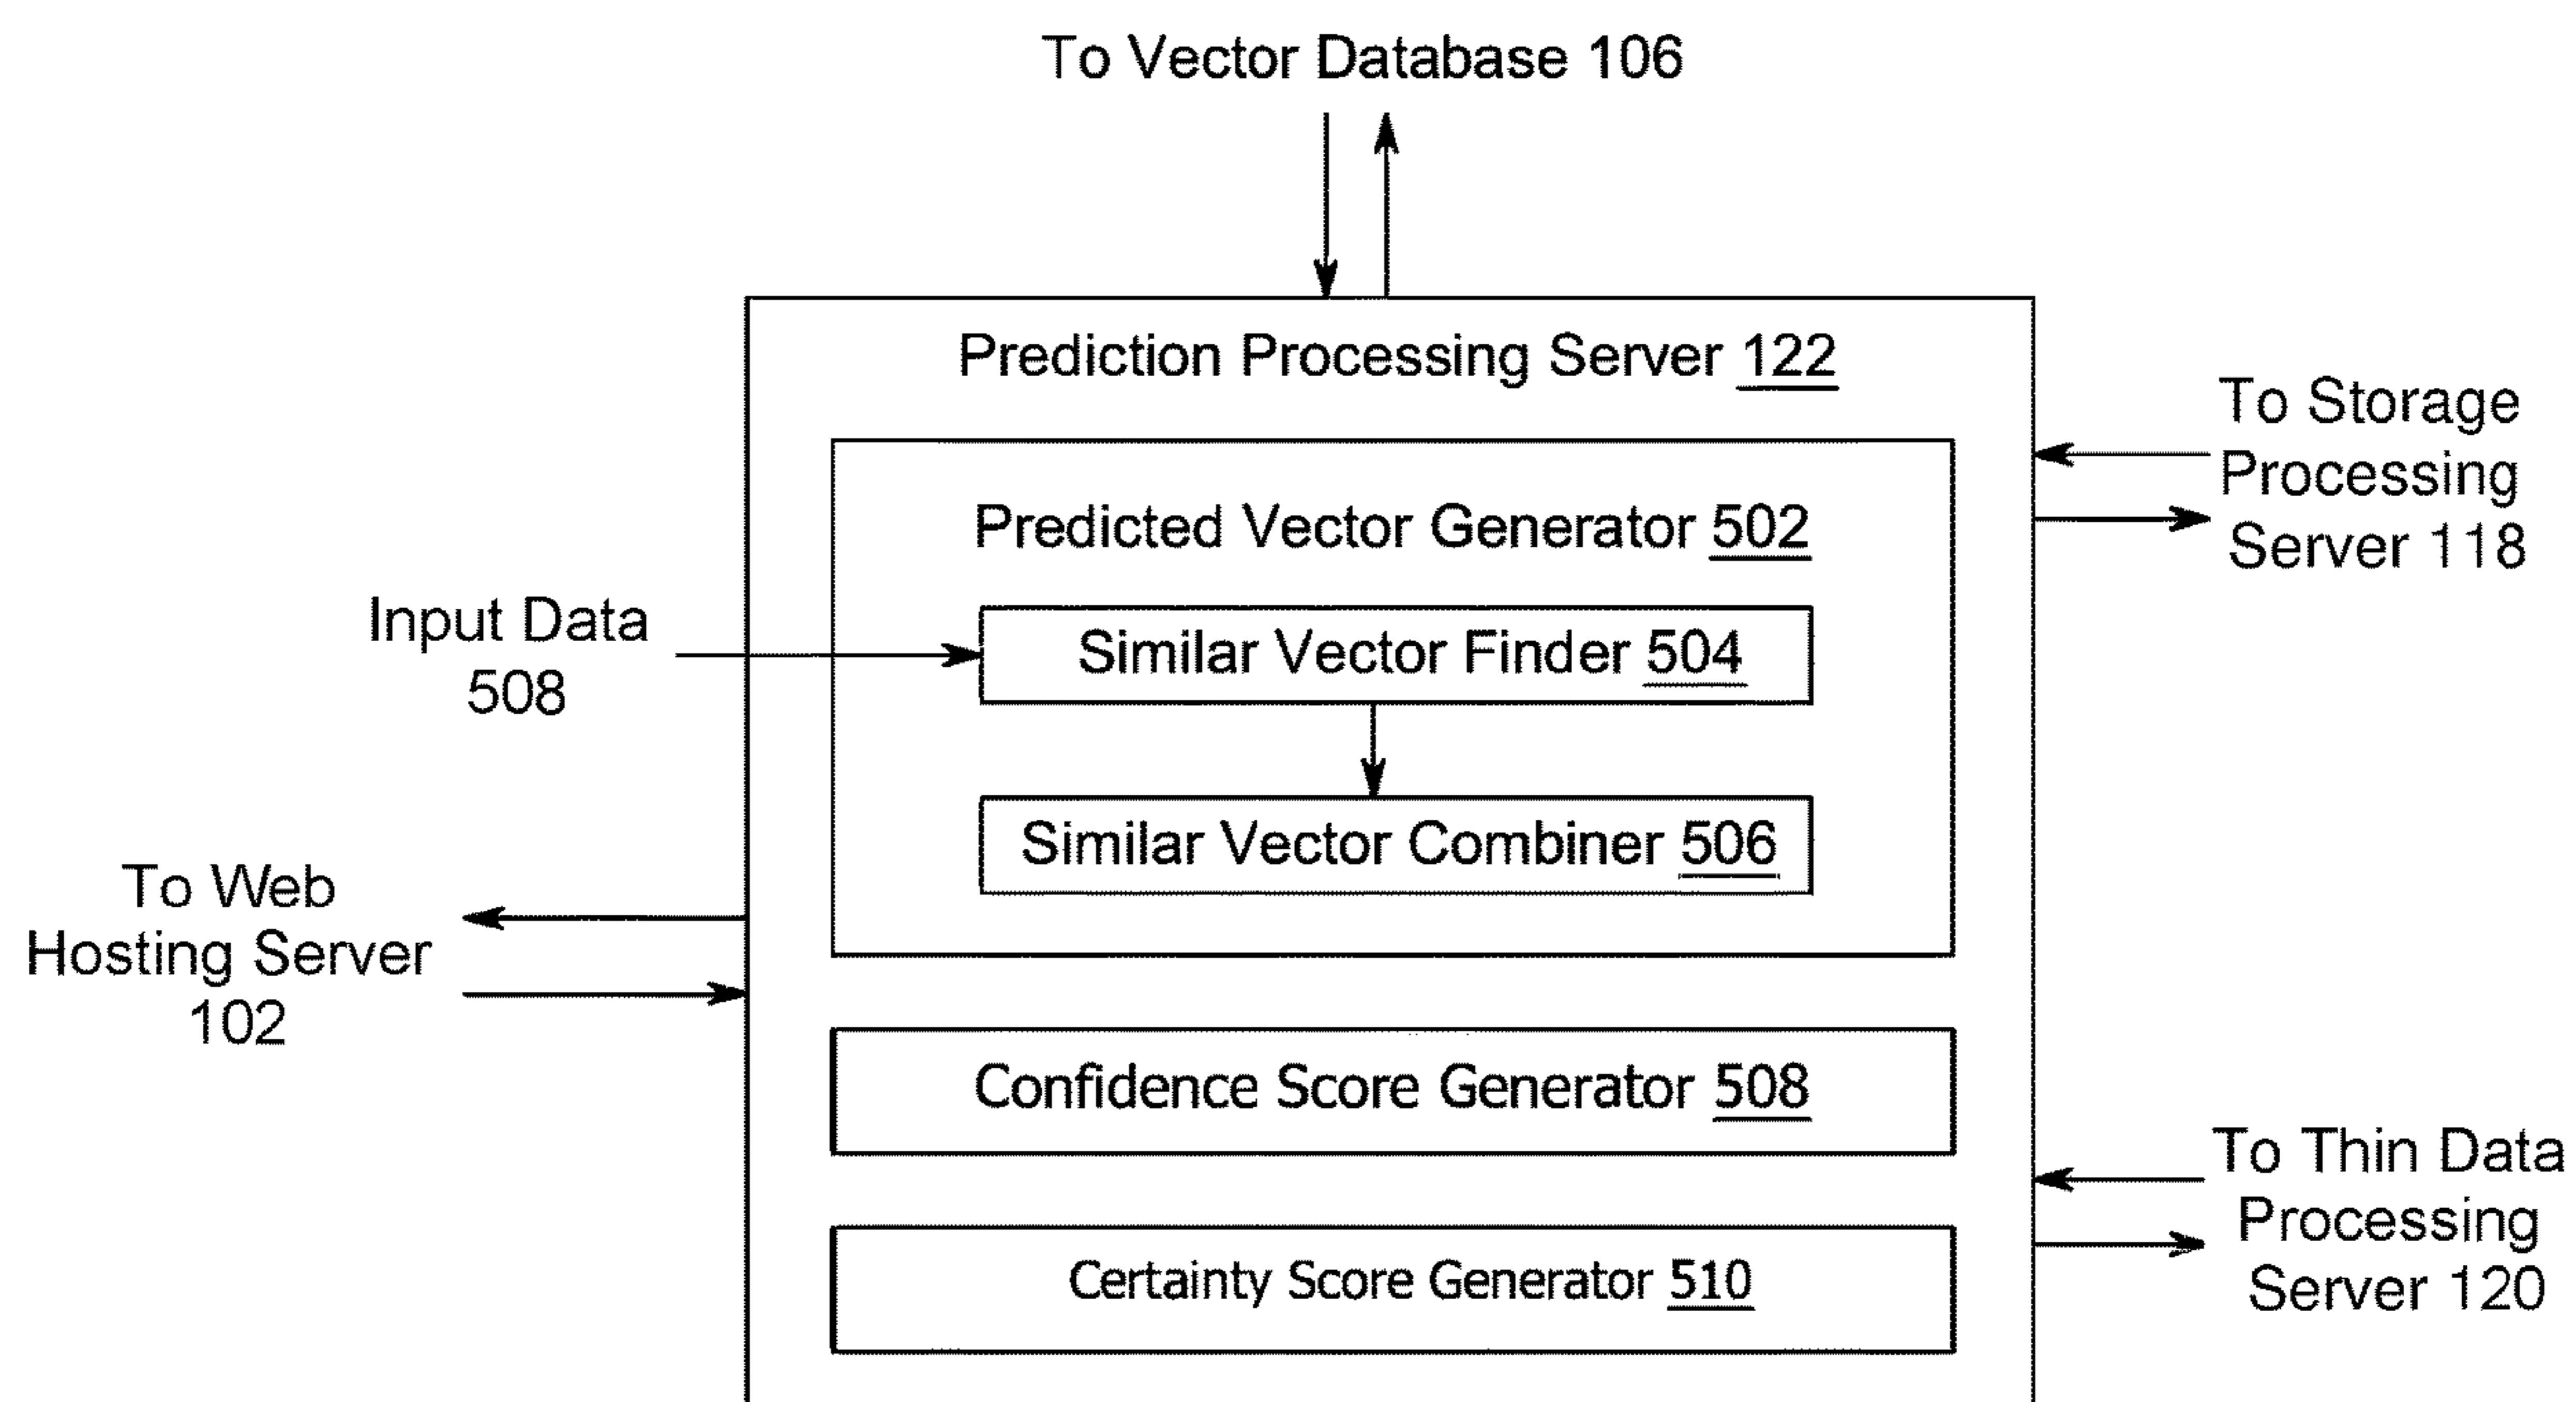 To Vector Database 106
Prediction Processing Server 122
To Storage
Processing
Server 118
Predicted Vector Generator 502
Input Data
508
Similar Vector Finder 504
Similar Vector Combiner 506
To Web
Hosting Server
102
Confidence Score Generator 508
To Thin Data
Processing
Server 120
Certainty Score Generator 510